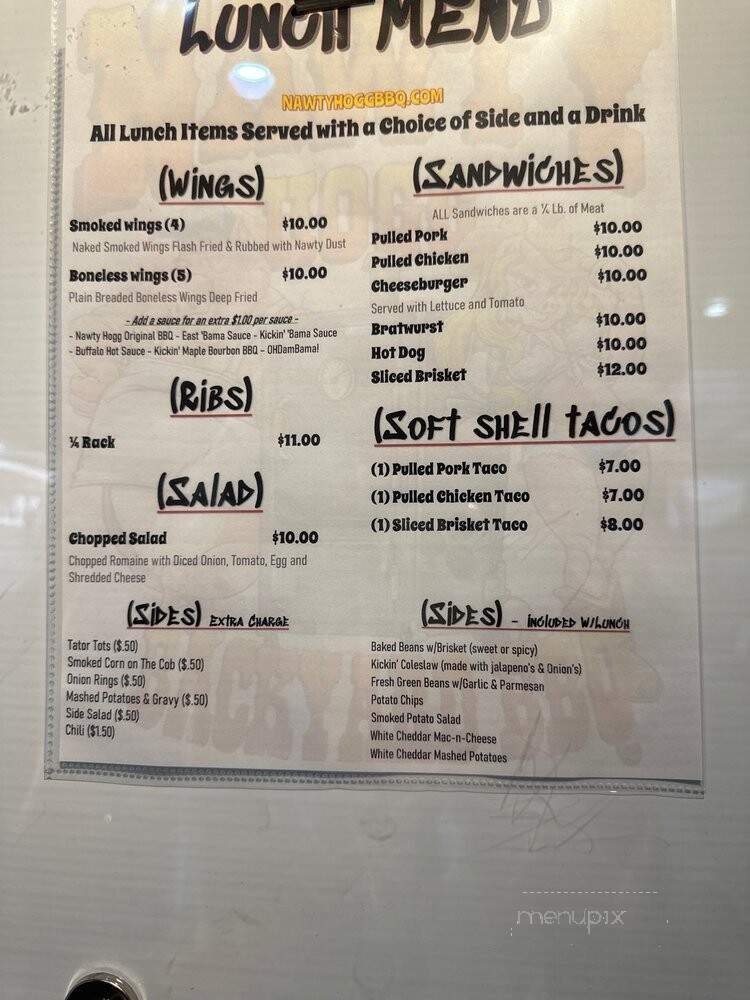 LUNCH MENU
NAWTYHOGGBBQ.COM
All Lunch Items Served with a Choice of Side and a Drink
(WINGS)
Smoked wings (4) $10.00
Naked Smoked Wings Flash Fried & Rubbed with Nawty Dust
Boneless wings (5) $10.00
Plain Breaded Boneless Wings Deep Fried
- Add a sauce for an extra $1.00 per sauce -
- Nawty Hogg Original BBQ - East 'Bama Sauce - Kickin' 'Bama Sauce
- Buffalo Hot Sauce - Kickin' Maple Bourbon BBQ - OHDamBama!
(RIBS)
¼ Rack $11.00
(SALAD)
Chopped Salad $10.00
Chopped Romaine with Diced Onion, Tomato, Egg and
Shredded Cheese
(SIDES) EXTRA CHARGE
Tator Tots ($.50)
Smoked Corn on The Cob ($.50)
Onion Rings ($.50)
Mashed Potatoes & Gravy ($.50)
Side Salad ($.50)
Chili ($1.50)
(SANDWICHES)
ALL Sandwiches are a ¼ Lb. of Meat
Pulled Pork $10.00
Pulled Chicken $10.00
Cheeseburger $10.00
Served with Lettuce and Tomato
Bratwurst $10.00
Hot Dog $10.00
Sliced Brisket $12.00
(SOFT SHELL TACOS)
(1) Pulled Pork Taco $7.00
(1) Pulled Chicken Taco $7.00
(1) Sliced Brisket Taco $8.00
(SIDES) - INCLUDED W/LUNCH
Baked Beans w/Brisket (sweet or spicy)
Kickin' Coleslaw (made with jalapeno's & Onion's)
Fresh Green Beans w/Garlic & Parmesan
Potato Chips
Smoked Potato Salad
White Cheddar Mac-n-Cheese
White Cheddar Mashed Potatoes
menupix